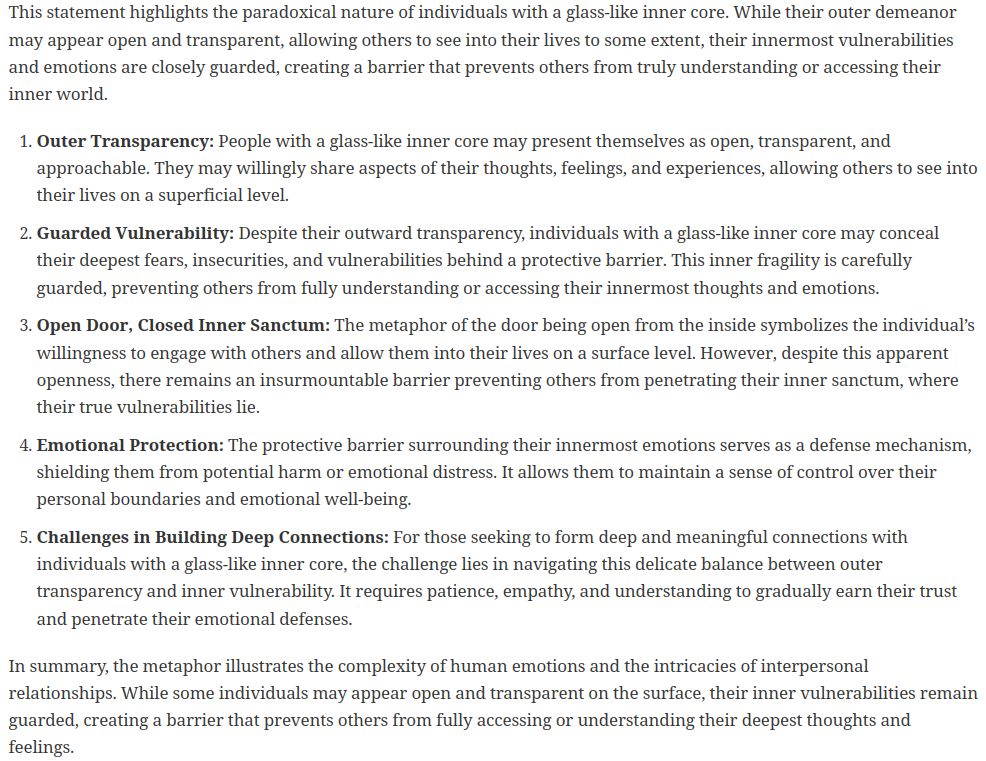 This statement highlights the paradoxical nature of individuals with a glass-like inner core. While their outer demeanor
may appear open and transparent, allowing others to see into their lives to some extent, their innermost vulnerabilities
and emotions are closely guarded, creating a barrier that prevents others from truly understanding or accessing their
inner world.
1. Outer Transparency: People with a glass-like inner core may present themselves as open, transparent, and
approachable. They may willingly share aspects of their thoughts, feelings, and experiences, allowing others to see into
their lives on a superficial level.
2. Guarded Vulnerability: Despite their outward transparency, individuals with a glass-like inner core may conceal
their deepest fears, insecurities, and vulnerabilities behind a protective barrier. This inner fragility is carefully
guarded, preventing others from fully understanding or accessing their innermost thoughts and emotions.
3. Open Door, Closed Inner Sanctum: The metaphor of the door being open from the inside symbolizes the individual’s
willingness to engage with others and allow them into their lives on a surface level. However, despite this apparent
openness, there remains an insurmountable barrier preventing others from penetrating their inner sanctum, where
their true vulnerabilities lie.
4. Emotional Protection: The protective barrier surrounding their innermost emotions serves as a defense mechanism,
shielding them from potential harm or emotional distress. It allows them to maintain a sense of control over their
personal boundaries and emotional well-being.
5. Challenges in Building Deep Connections: For those seeking to form deep and meaningful connections with
individuals with a glass-like inner core, the challenge lies in navigating this delicate balance between outer
transparency and inner vulnerability. It requires patience, empathy, and understanding to gradually earn their trust
and penetrate their emotional defenses.
In summary, the metaphor illustrates the complexity of human emotions and the intricacies of interpersonal
relationships. While some individuals may appear open and transparent on the surface, their inner vulnerabilities remain
guarded, creating a barrier that prevents others from fully accessing or understanding their deepest thoughts and
feelings.